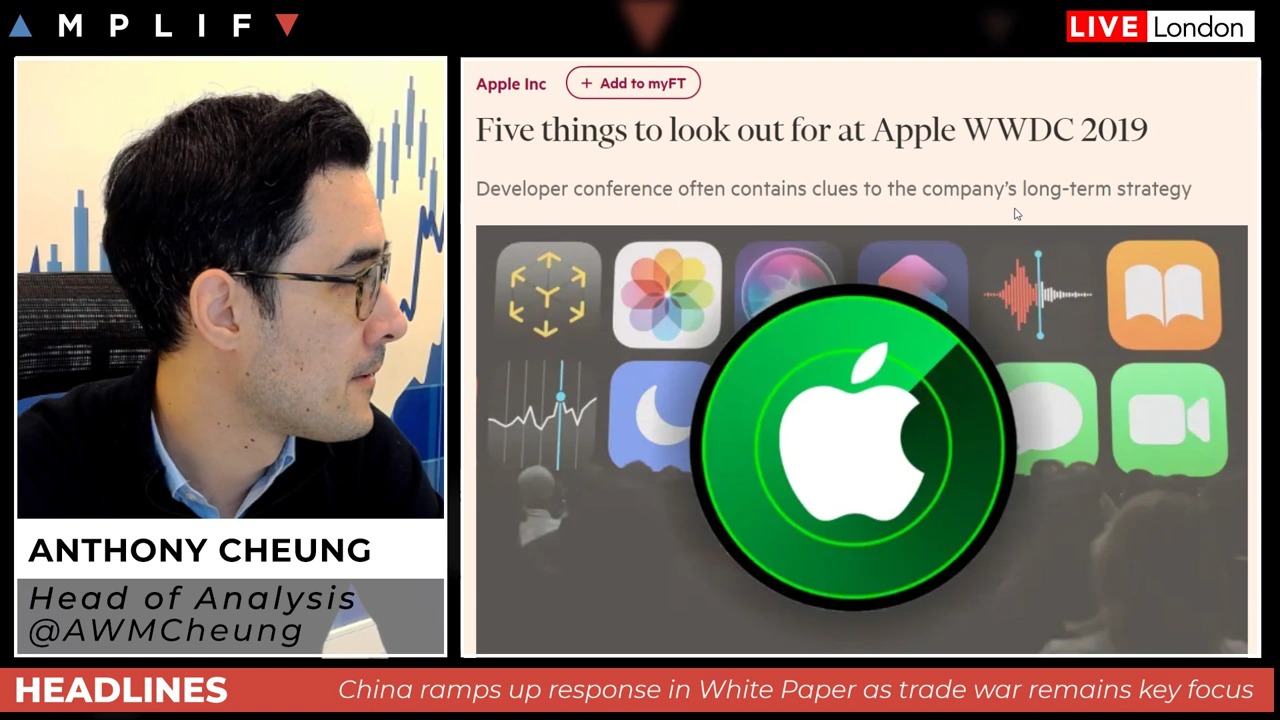 AMPLIFY
LIVE London
Apple Inc
+ Add to myFT
Five things to look out for at Apple WWDC 2019
Developer conference often contains clues to the company's long-term strategy
ANTHONY CHEUNG
Head of Analysis
@AWMCheung
HEADLINES
China ramps up response in White Paper as trade war remains key focus